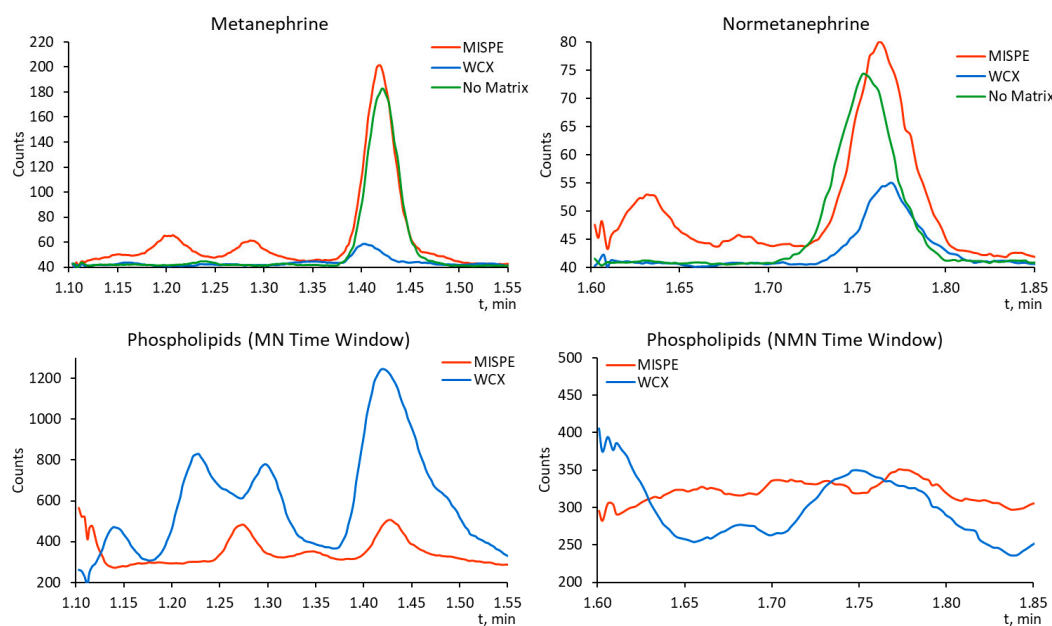 Metanephrine
220
200
180
160
140
120
100
80
60
40
Counts
MISPE
WCX
No Matrix
1.10 1.15 1.20 1.25 1.30 1.35 1.40 1.45 1.50 1.55
t, min
Normetanephrine
80
75
70
65
60
55
50
45
40
Counts
MISPE
WCX
No Matrix
1.60 1.65 1.70 1.75 1.80 1.85
t, min
Phospholipids (MN Time Window)
1200
1000
800
600
400
200
Counts
MISPE
WCX
1.10 1.15 1.20 1.25 1.30 1.35 1.40 1.45 1.50 1.55
t, min
Phospholipids (NMN Time Window)
500
450
400
350
300
250
200
Counts
MISPE
WCX
1.60 1.65 1.70 1.75 1.80 1.85
t, min